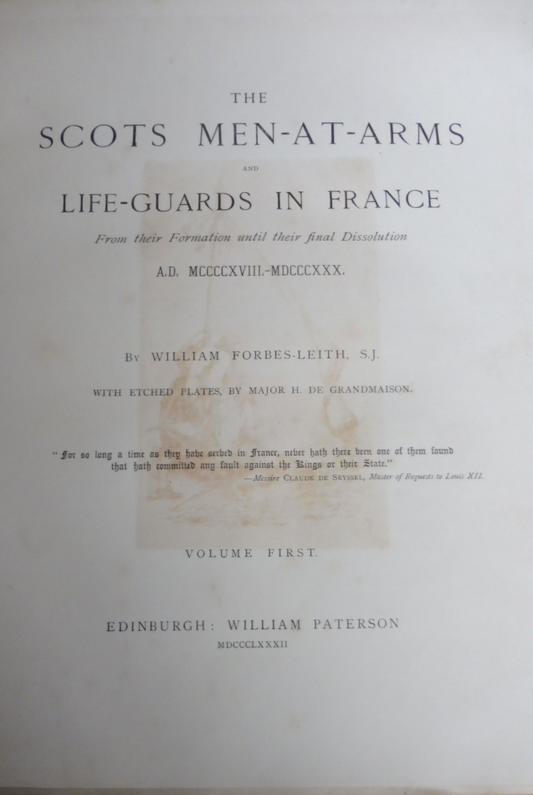 THE
SCOTS MEN-AT-ARMS
AND
LIFE-GUARDS IN FRANCE
From their Formation until their final Dissolution
A.D. MCCCCXVIII.-MDCCCXXX.
By WILLIAM FORBES-LEITH, S.J.
WITH ETCHED PLATES, BY MAJOR H. DE GRANDMAISON.
"For so long a time as they have served in France, never hath there been one of them found
that hath committed any fault against the Kings or their State."
—Messire CLAUDE DE SEYSSEL, Master of Requests to Louis XII.
VOLUME FIRST.
EDINBURGH: WILLIAM PATERSON
MDCCCLXXXII